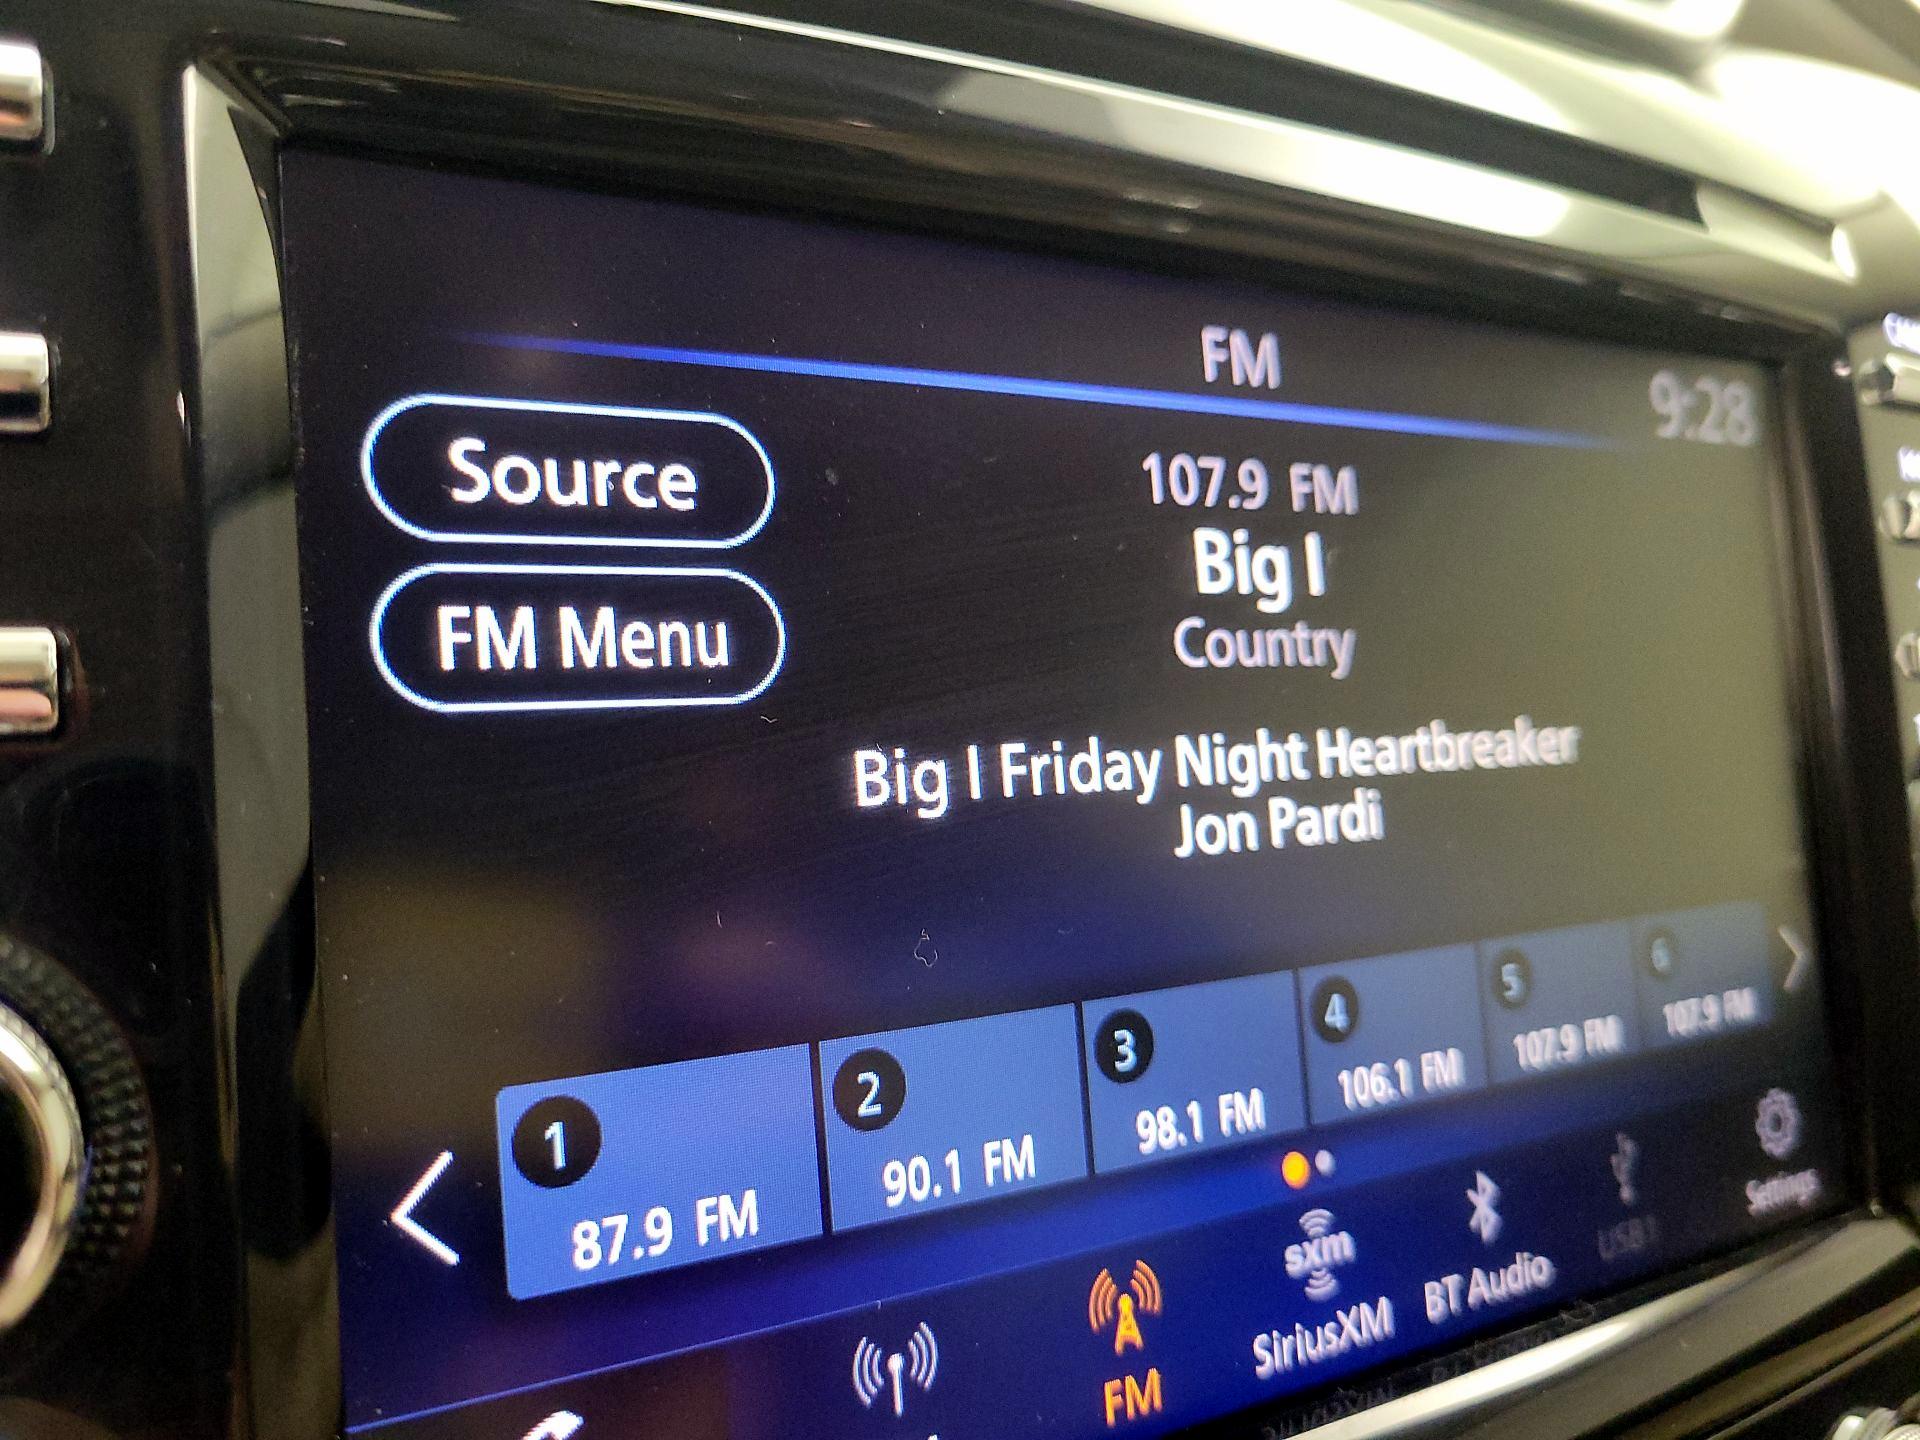 FM
9:28
Source
107.9 FM
Big I
FM Menu
Country
Big I Friday Night Heartbreaker
Jon Pardi
1
2
3
4
5
6
87.9 FM
90.1 FM
98.1 FM
106.1 FM
107.9 FM
107.9 FM
FM
sxm
SiriusXM
BT Audio
USB1
Settings